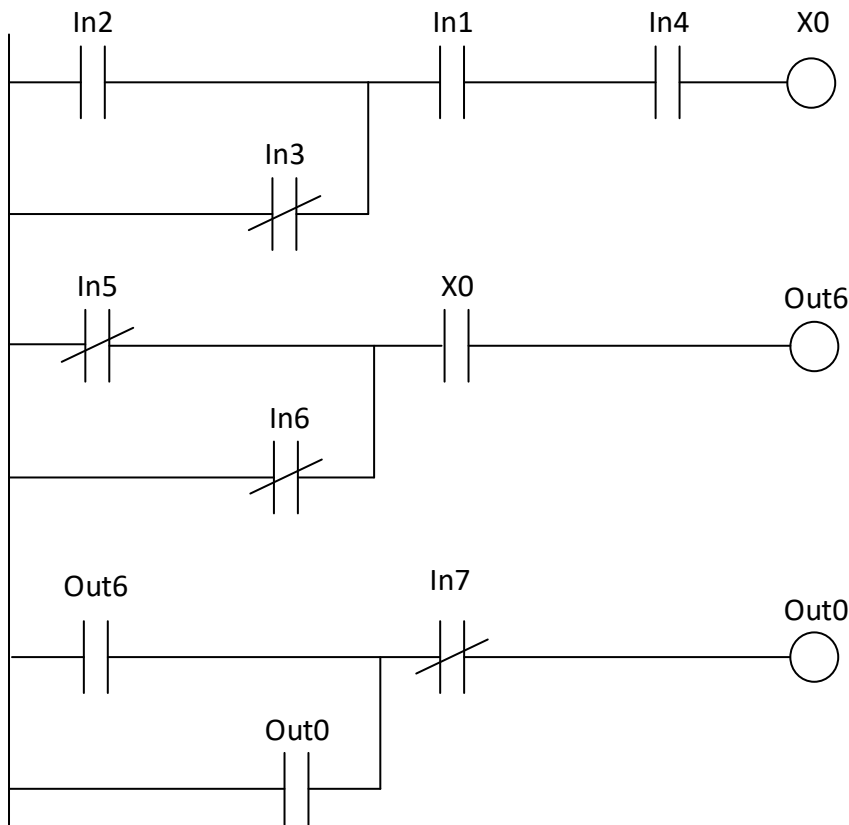 In2 In1 In4 X0
In3
In5 X0 Out6
In6
Out6 In7 Out0
Out0